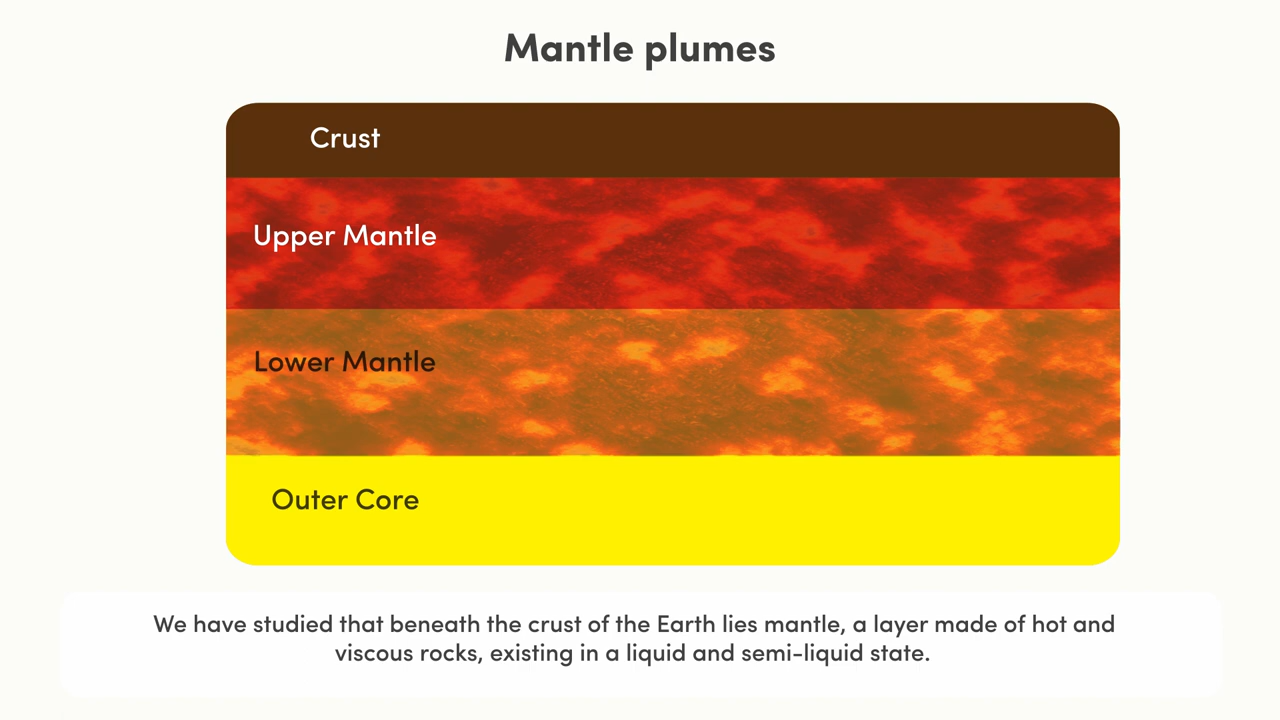 Mantle plumes
Crust
Upper Mantle
Lower Mantle
Outer Core
We have studied that beneath the crust of the Earth lies mantle, a layer made of hot and
viscous rocks, existing in a liquid and semi-liquid state.